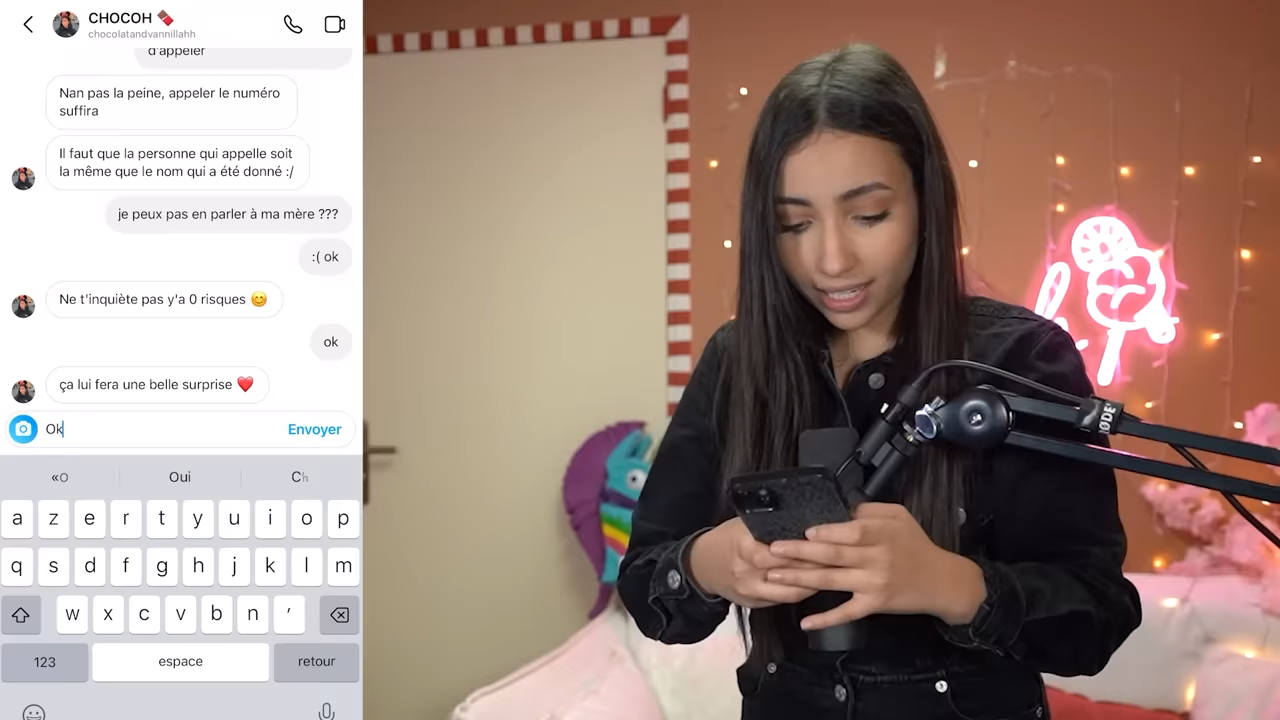 CHOCOH
chocolatandvannillahh
d'appeler
Nan pas la peine, appeler le numéro
suffira
Il faut que la personne qui appelle soit
la même que le nom qui a été donné :/
je peux pas en parler à ma mère ???
:( ok
Ne t'inquiète pas y'a 0 risques 😊
ok
ça lui fera une belle surprise ❤️
Ok
Envoyer
«O
Oui
Ch
a z e r t y u i o p
q s d f g h j k l m
w x c v b n '
123
espace
retour
RØDE